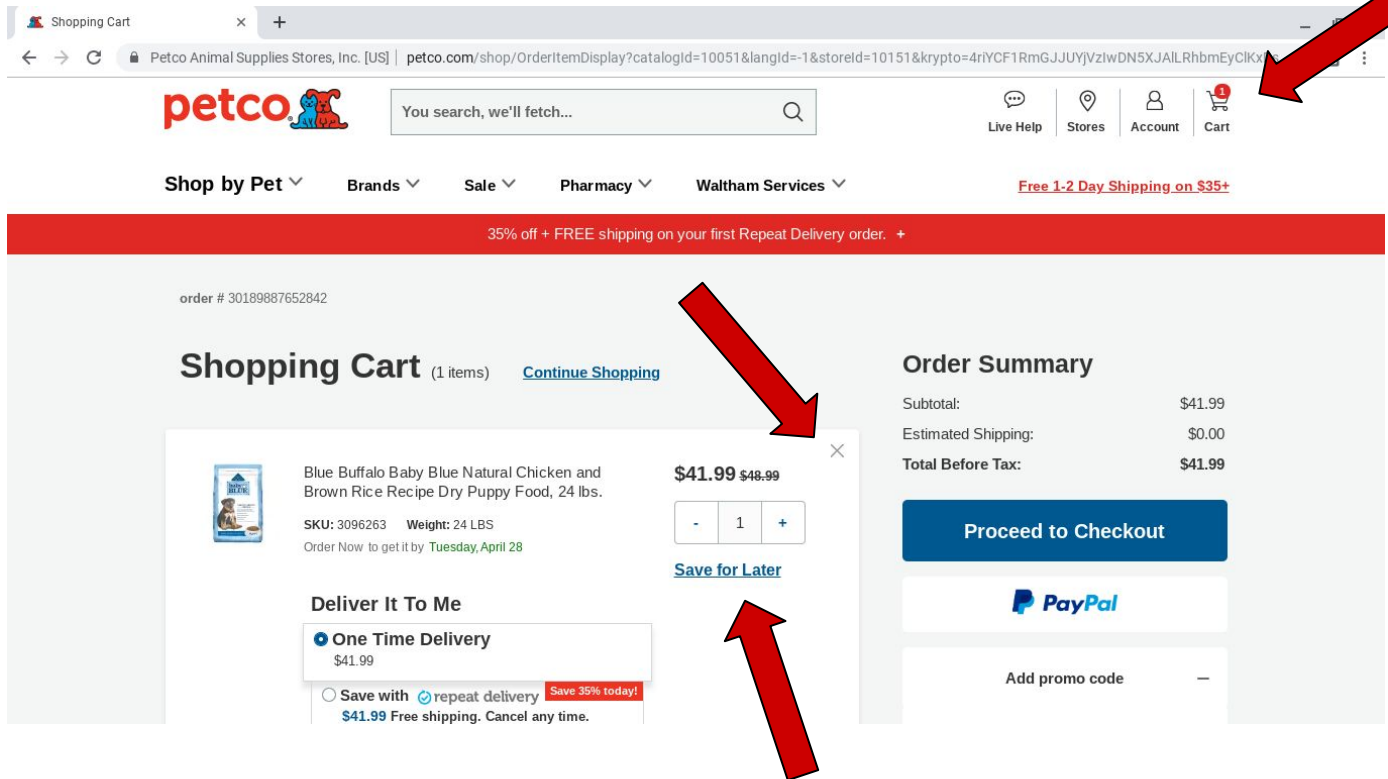 Shopping Cart × +
Petco Animal Supplies Stores, Inc. [US] | petco.com/shop/OrderItemDisplay?catalogId=10051&langId=-1&storeId=10151&krypto=4riYCF1RmGJJUYjVzIwDN5XJAlLRhbmEyClKx
petco
You search, we'll fetch...
1
Live Help Stores Account Cart
Shop by Pet Brands Sale Pharmacy Waltham Services Free 1-2 Day Shipping on $35+
35% off + FREE shipping on your first Repeat Delivery order. +
order # 30189887652842
Shopping Cart (1 items) Continue Shopping
Blue Buffalo Baby Blue Natural Chicken and
Brown Rice Recipe Dry Puppy Food, 24 lbs.
SKU: 3096263 Weight: 24 LBS
Order Now to get it by Tuesday, April 28
$41.99 $48.99
- 1 +
Save for Later
Deliver It To Me
One Time Delivery
$41.99
Save with repeat delivery Save 35% today!
$41.99 Free shipping. Cancel any time.
Order Summary
Subtotal: $41.99
Estimated Shipping: $0.00
Total Before Tax: $41.99
Proceed to Checkout
PayPal
Add promo code –